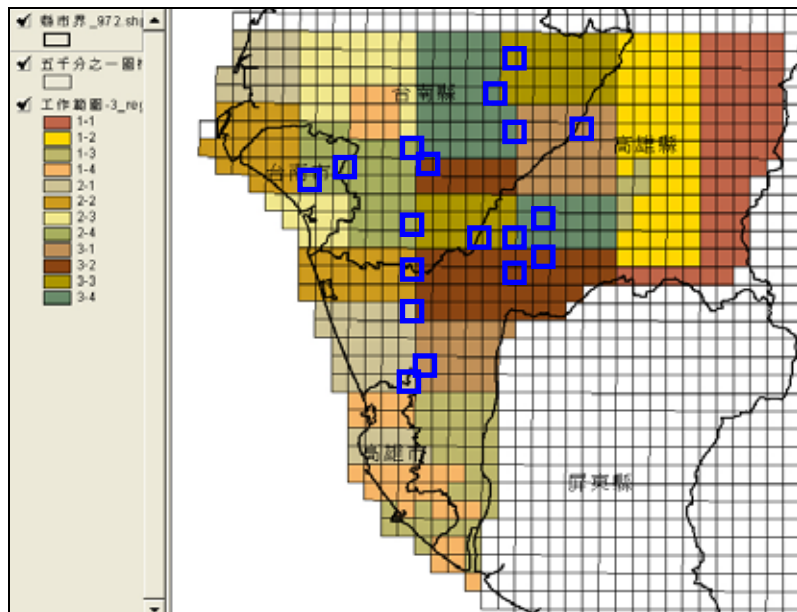 縣市界_972.shp
五千分之一圖
工作範圍-3_reg
1-1
1-2
1-3
1-4
2-1
2-2
2-3
2-4
3-1
3-2
3-3
3-4
台南縣
高雄縣
台南市
高雄市
屏東縣